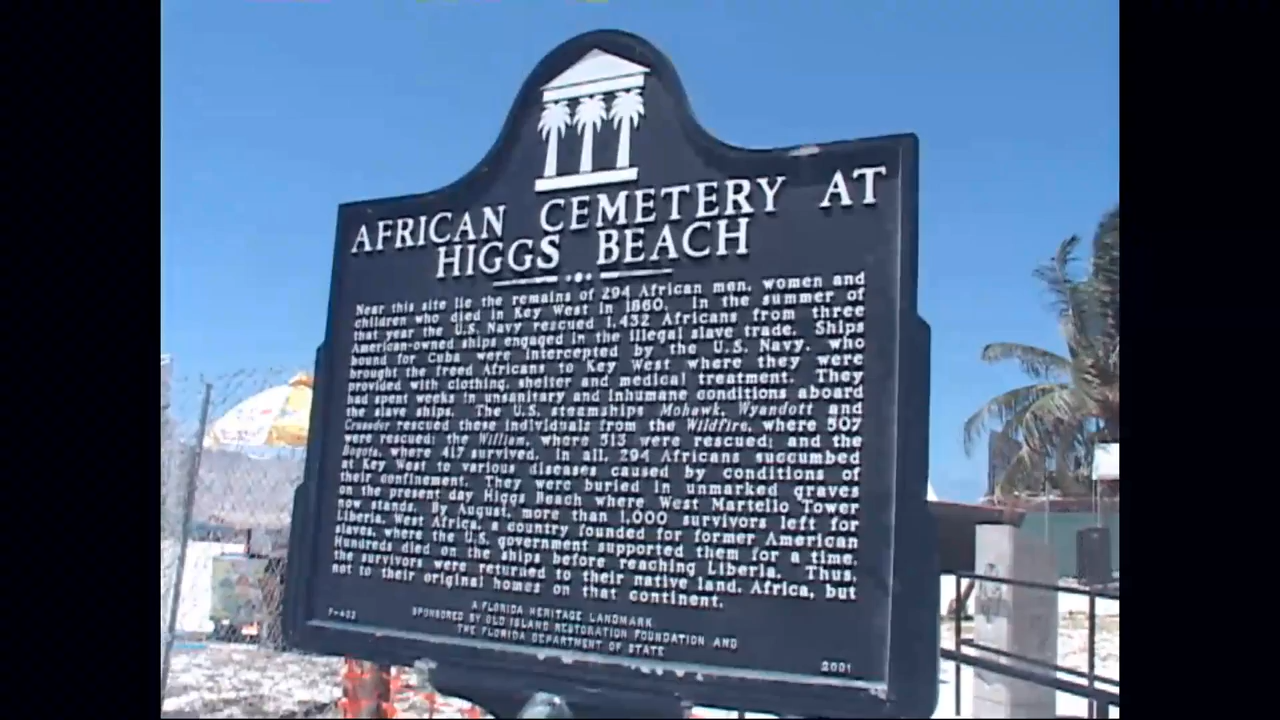 AFRICAN CEMETERY AT
HIGGS BEACH
Near this site lie the remains of 294 African men, women and
children who died in Key West in 1860. In the summer of
that year the U.S. Navy rescued 1,432 Africans from three
American-owned ships engaged in the illegal slave trade. Ships
bound for Cuba were intercepted by the U.S. Navy, who
brought the freed Africans to Key West where they were
provided with clothing, shelter and medical treatment. They
had spent weeks in unsanitary and inhumane conditions aboard
the slave ships. The U.S. steamships Mohawk, Wyandott and
Crusader rescued these individuals from the Wildfire, where 507
were rescued; the William, where 513 were rescued; and the
Bogota, where 417 survived. In all, 294 Africans succumbed
at Key West to various diseases caused by conditions of
their confinement. They were buried in unmarked graves
on the present day Higgs Beach where West Martello Tower
now stands. By August, more than 1,000 survivors left for
Liberia, West Africa, a country founded for former American
slaves, where the U.S. government supported them for a time.
Hundreds died on the ships before reaching Liberia. Thus,
the survivors were returned to their native land, Africa, but
not to their original homes on that continent.
A FLORIDA HERITAGE LANDMARK
SPONSORED BY OLD ISLAND RESTORATION FOUNDATION AND
THE FLORIDA DEPARTMENT OF STATE
2001